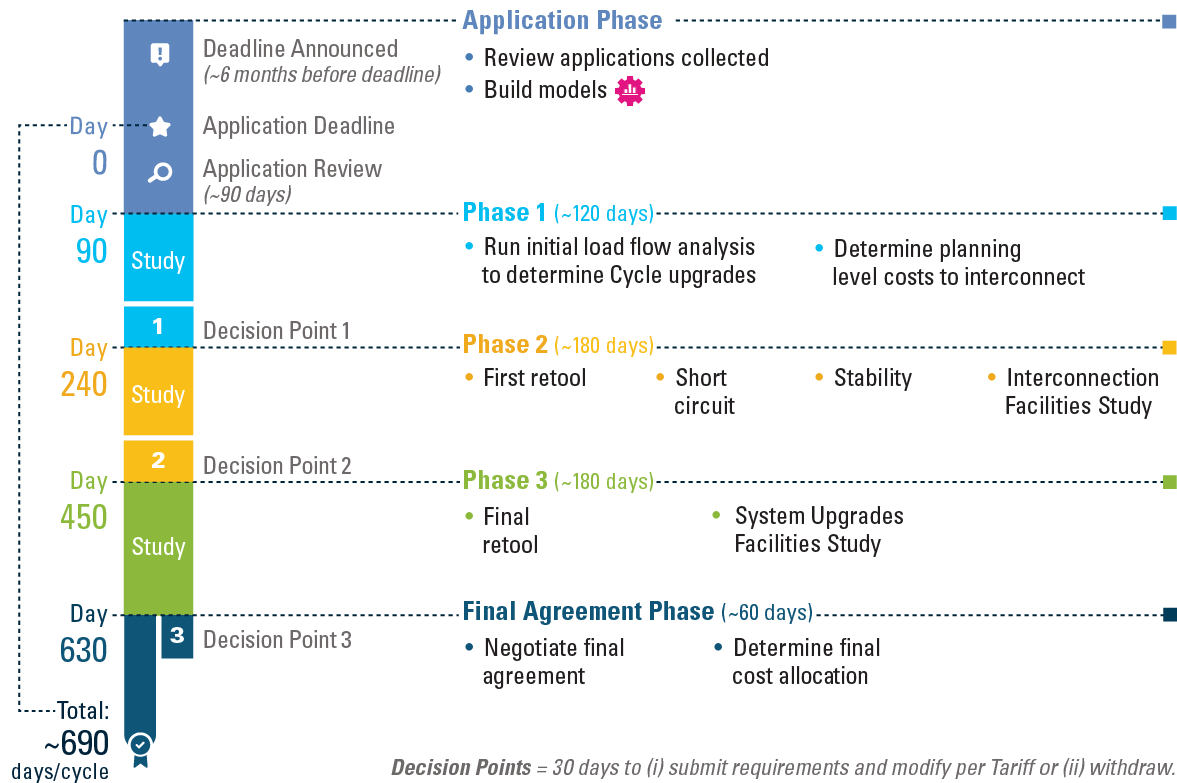 Application Phase
Deadline Announced
(~6 months before deadline)
• Review applications collected
• Build models
Day
0
Application Deadline
Application Review
(~90 days)
Day
90
Phase 1 (~120 days)
Study
• Run initial load flow analysis
to determine Cycle upgrades
• Determine planning
level costs to interconnect
1
Decision Point 1
Day
240
Phase 2 (~180 days)
Study
• First retool
• Short
circuit
• Stability
• Interconnection
Facilities Study
2
Decision Point 2
Day
450
Phase 3 (~180 days)
Study
• Final
retool
• System Upgrades
Facilities Study
Day
630
Final Agreement Phase (~60 days)
3
Decision Point 3
• Negotiate final
agreement
• Determine final
cost allocation
Total:
~690
days/cycle
Decision Points = 30 days to (i) submit requirements and modify per Tariff or (ii) withdraw.